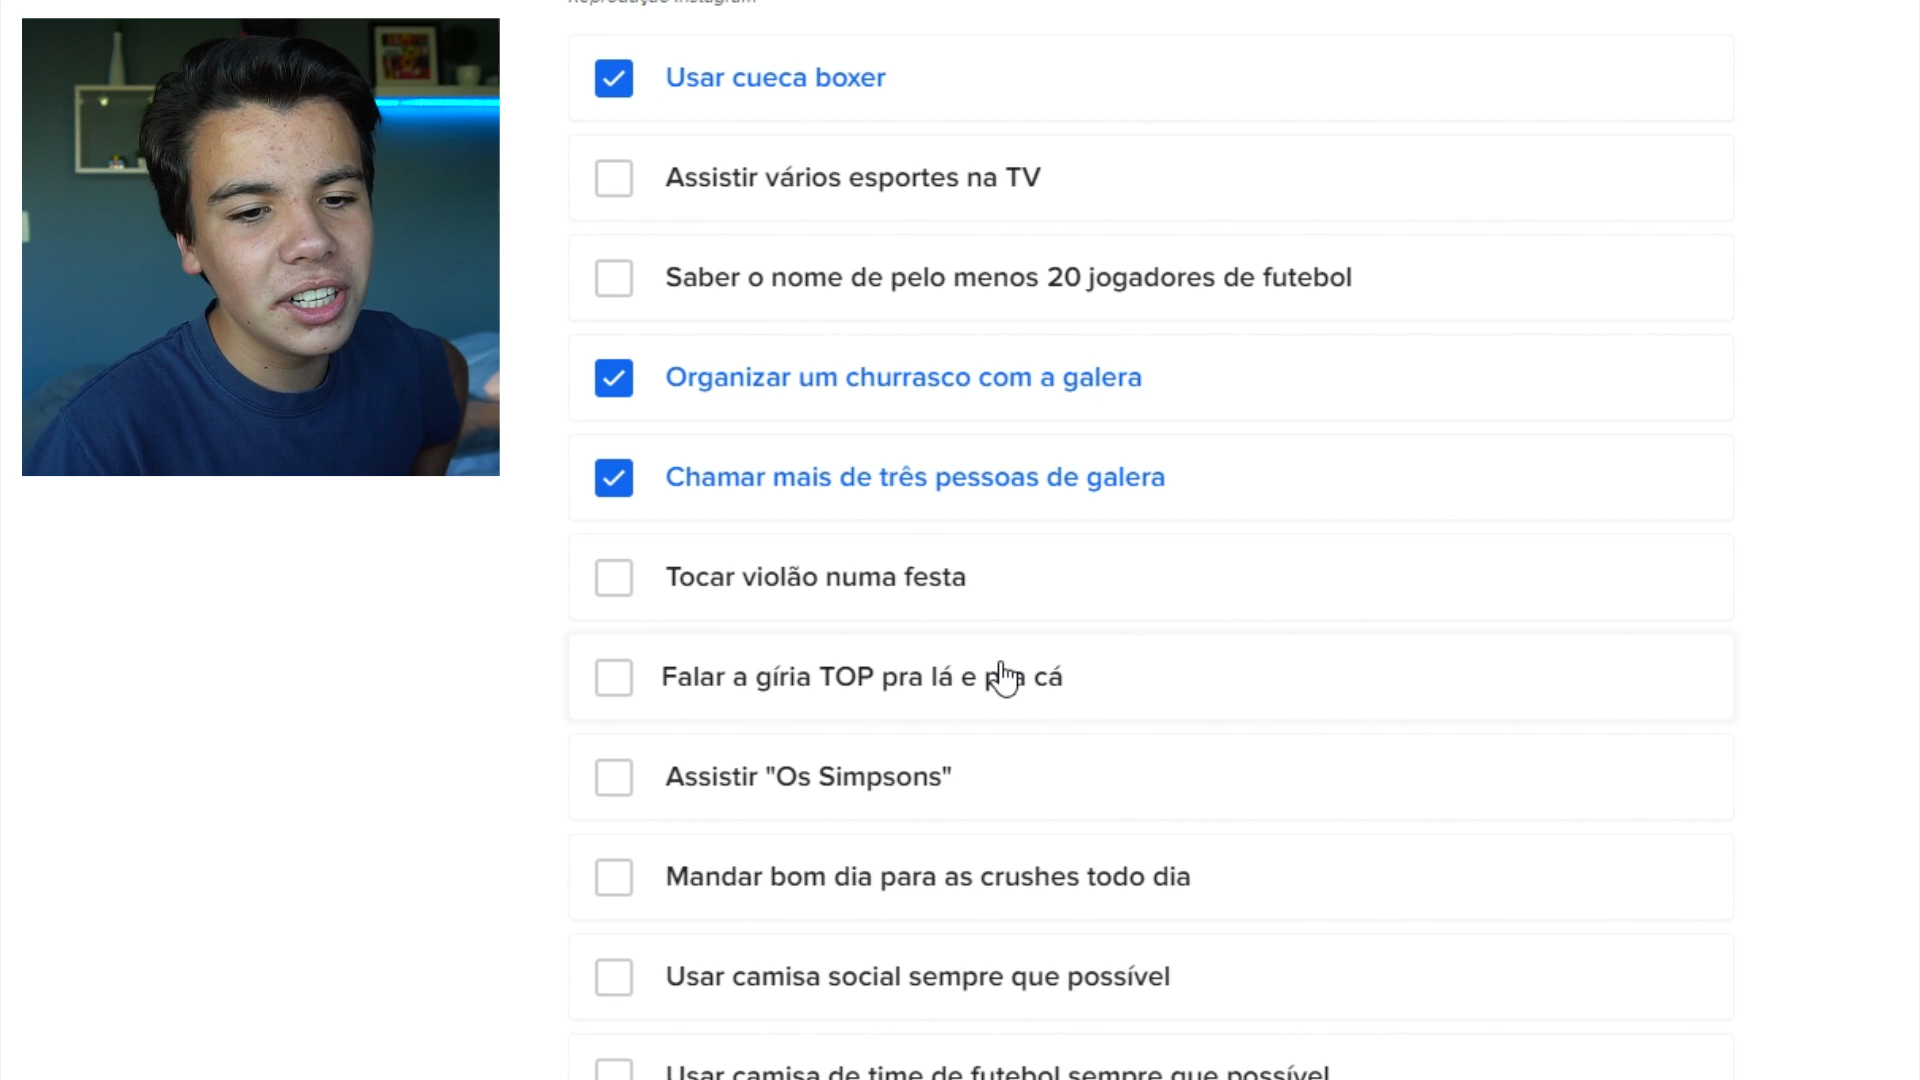 Reprodução Instagram
Usar cueca boxer
Assistir vários esportes na TV
Saber o nome de pelo menos 20 jogadores de futebol
Organizar um churrasco com a galera
Chamar mais de três pessoas de galera
Tocar violão numa festa
Falar a gíria TOP pra lá e pra cá
Assistir "Os Simpsons"
Mandar bom dia para as crushes todo dia
Usar camisa social sempre que possível
Usar camisa de time de futebol sempre que possível